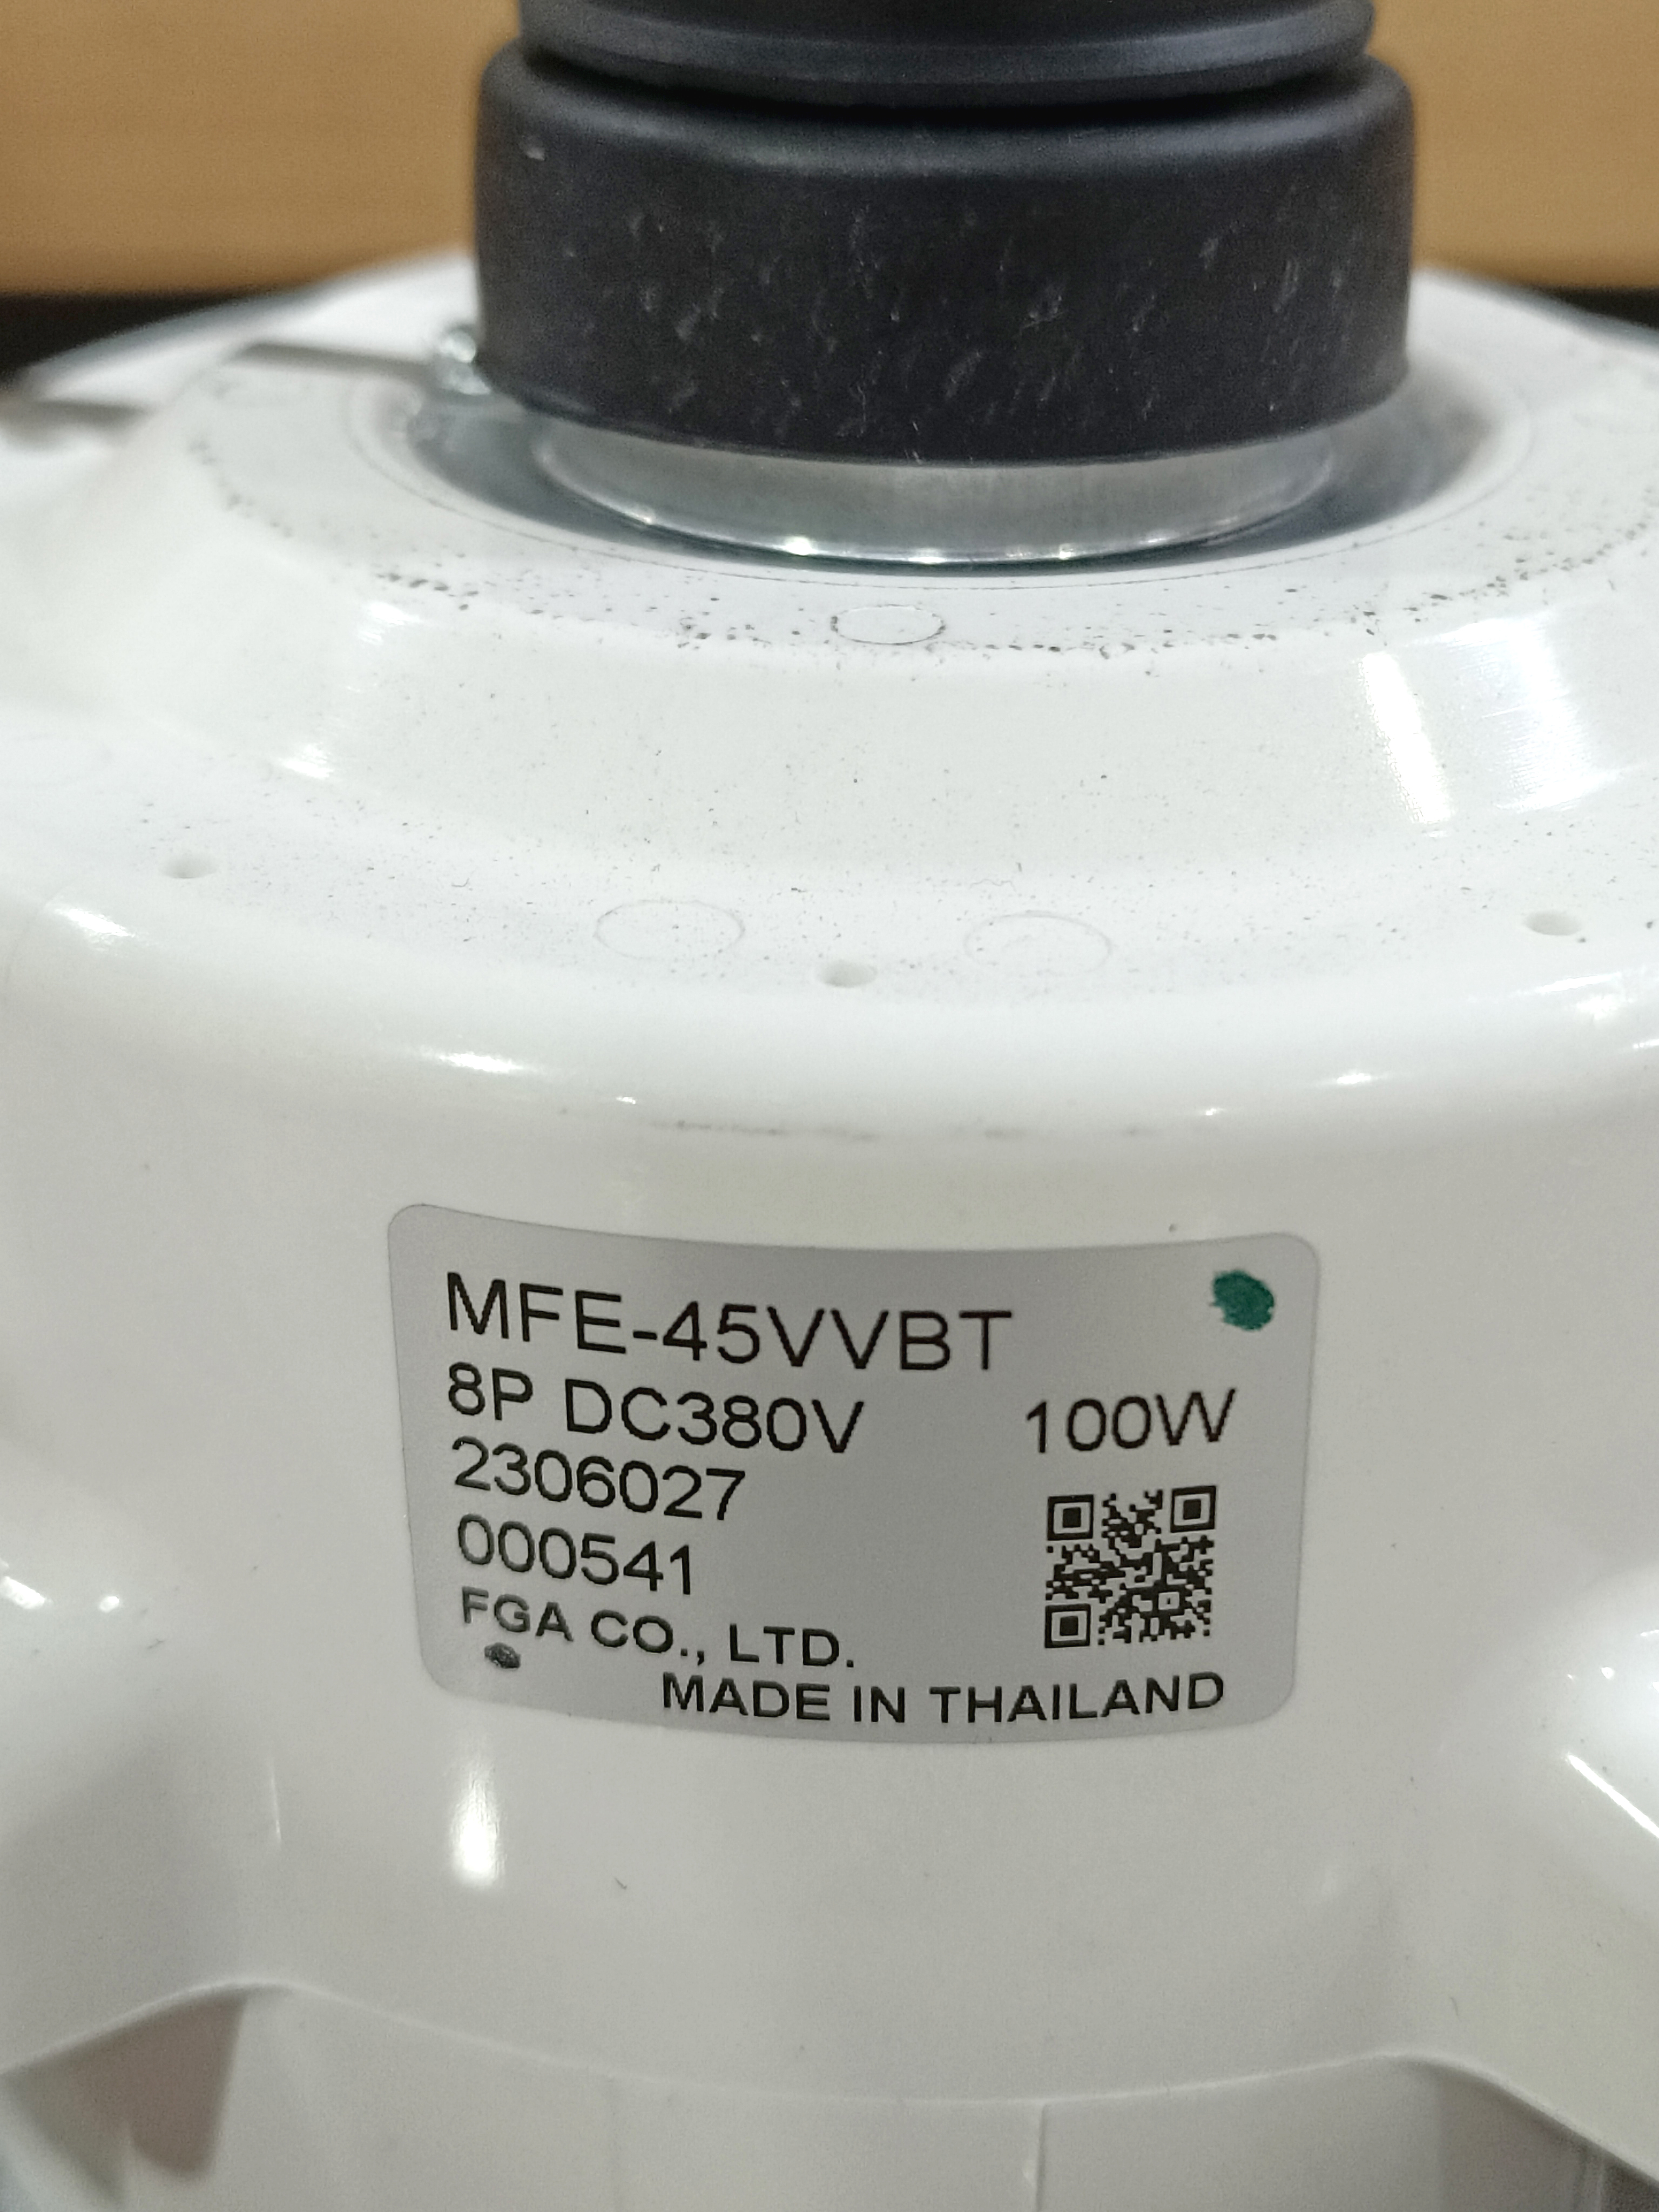 MFE-45VVBT
8P DC380V 100W
2306027
000541
FGA CO., LTD.
MADE IN THAILAND